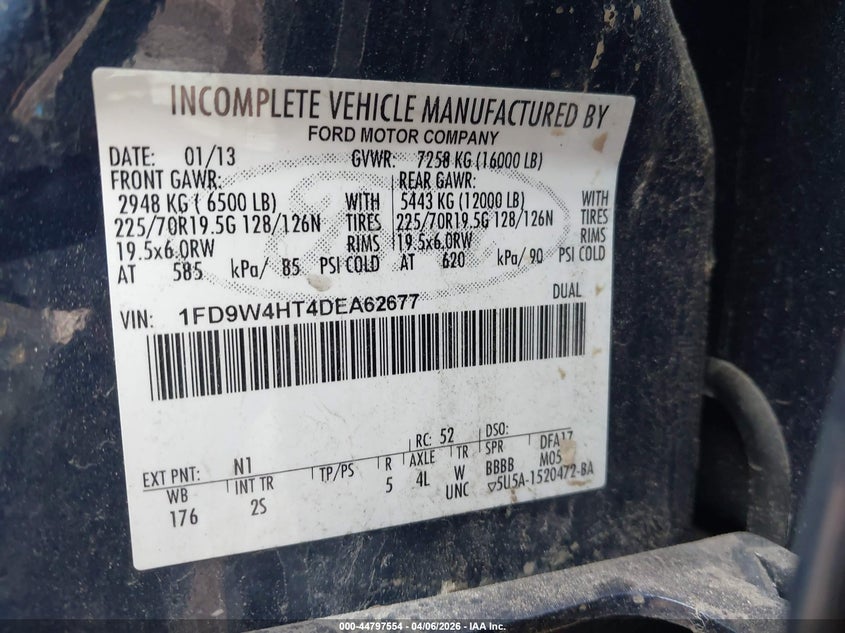 INCOMPLETE VEHICLE MANUFACTURED BY
FORD MOTOR COMPANY
DATE: 01/13 GVWR: 7258 KG (16000 LB)
FRONT GAWR: REAR GAWR:
2948 KG ( 6500 LB) WITH 5443 KG (12000 LB) WITH
225/70R19.5G 128/126N TIRES 225/70R19.5G 128/126N TIRES
19.5x6.0RW RIMS 19.5x6.0RW RIMS
AT 585 kPa/ 85 PSI COLD AT 620 kPa/ 90 PSI COLD
VIN: 1FD9W4HT4DEA62677 DUAL
EXT PNT: N1 RC: 52 DSO:
WB INT TR TP/PS R AXLE TR SPR DFA17
176 2S 5 4L W BBBB M05
UNC ▽5U5A-1520472-BA
000-44797554 - 04/06/2026 - IAA Inc.